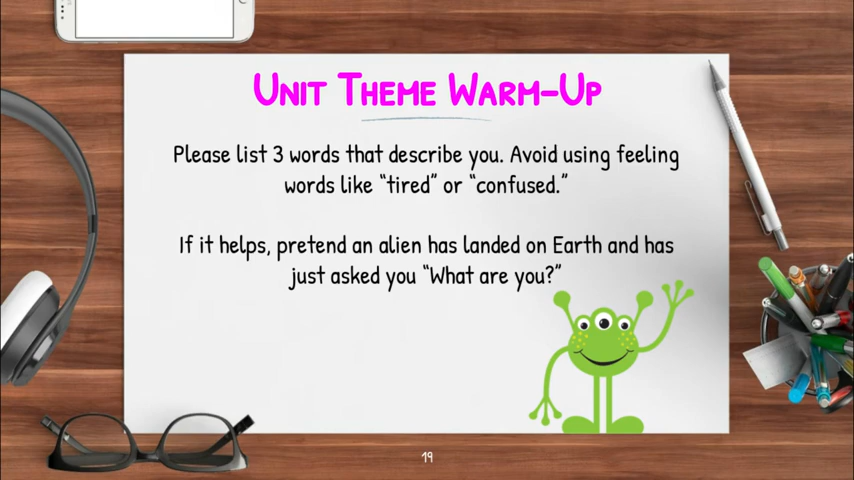 Unit Theme Warm-Up
Please list 3 words that describe you. Avoid using feeling
words like “tired” or “confused.”
If it helps, pretend an alien has landed on Earth and has
just asked you “What are you?”
19